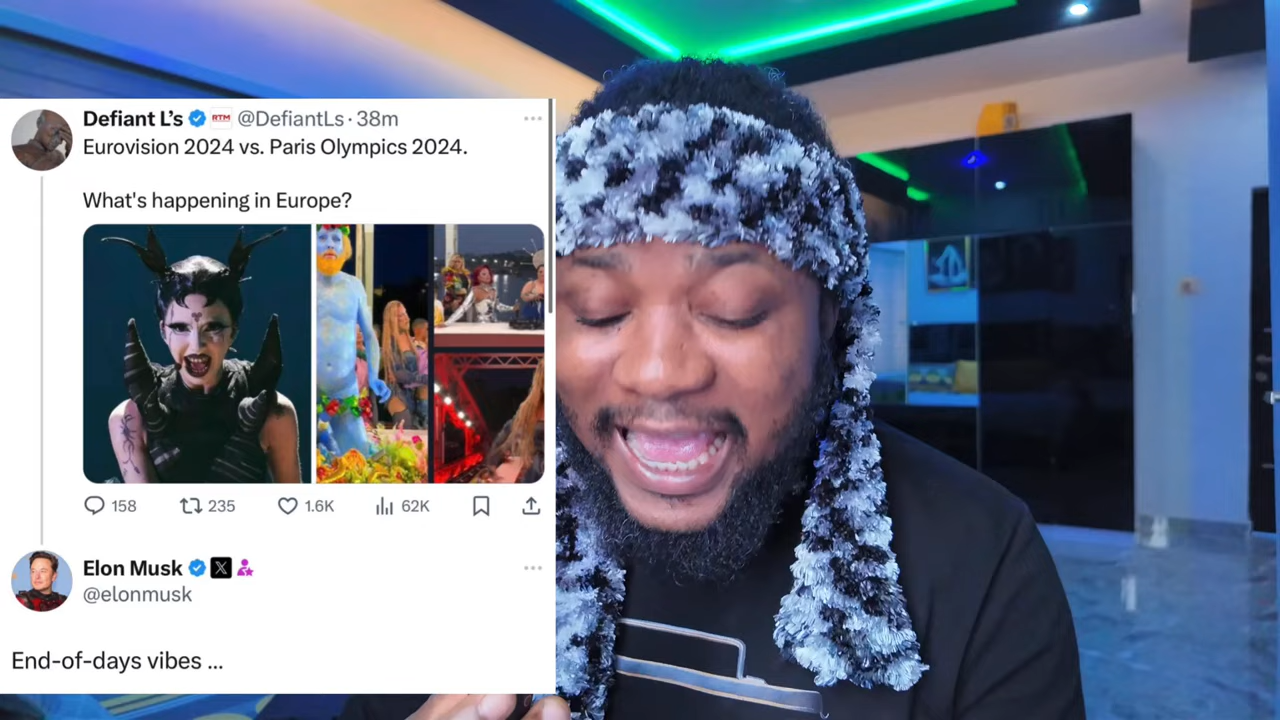 Defiant L's RTM @DefiantLs · 38m
Eurovision 2024 vs. Paris Olympics 2024.
What's happening in Europe?
158 235 1.6K 62K
Elon Musk X
@elonmusk
End-of-days vibes ...